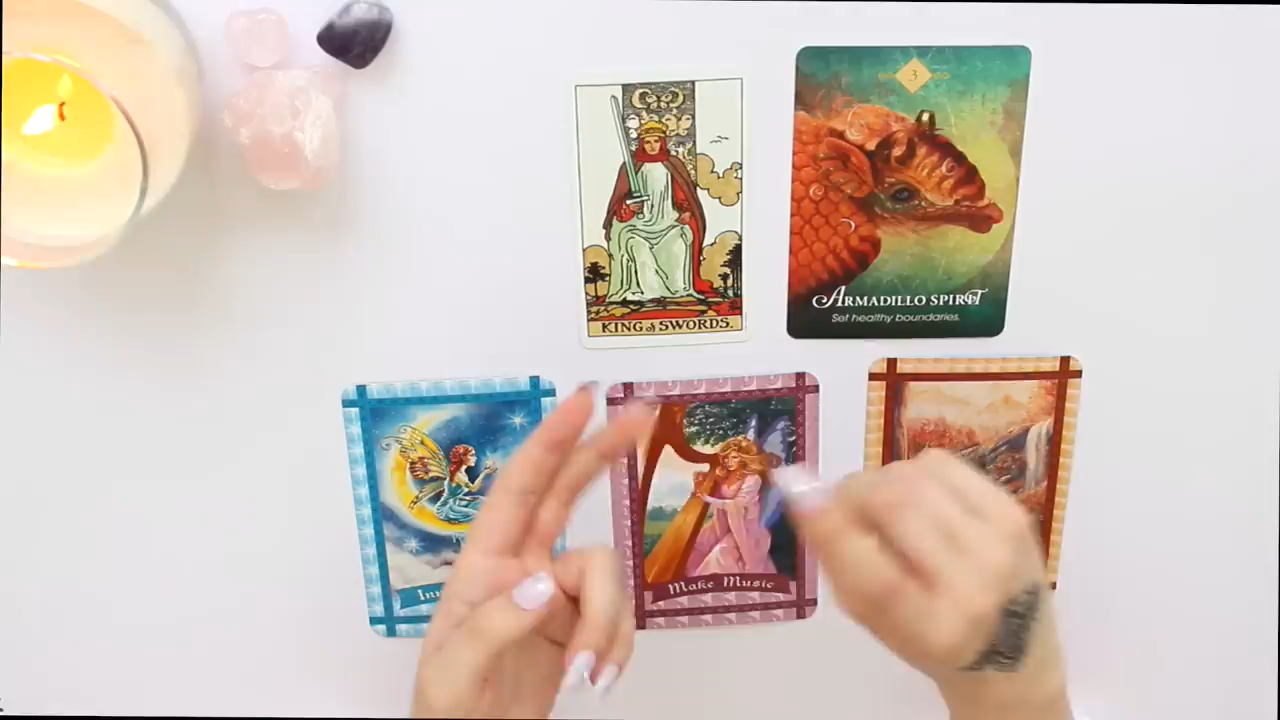 3
KING of SWORDS.
ARMADILLO SPIRIT
Set healthy boundaries.
Make Music